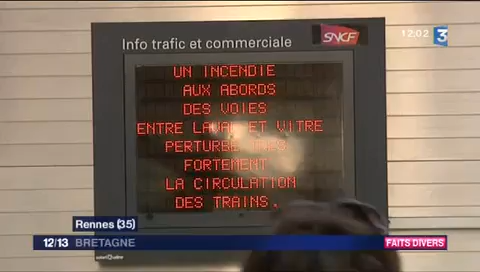 Info trafic et commerciale
SNCF
12:02 3
UN INCENDIE
AUX ABORDS
DES VOIES
ENTRE LAVAL ET VITRE
PERTURBE
FORTEMENT
LA CIRCULATION
DES TRAINS.
Rennes (35)
12/13 BRETAGNE
FAITS DIVERS